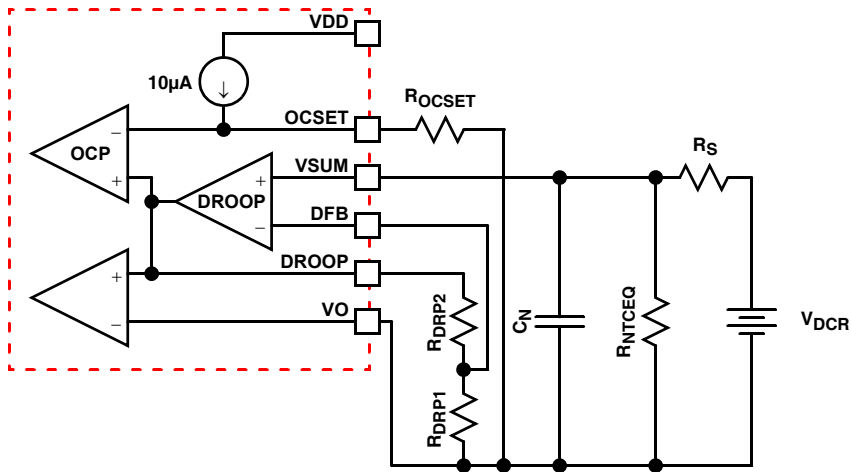 VDD
10µA
↓
OCSET
ROCSET
−
OCP
+
VSUM
RS
+
DROOP
−
DFB
DROOP
+
−
VO
RDRP2
RDRP1
CN
RNTCEQ
VDCR